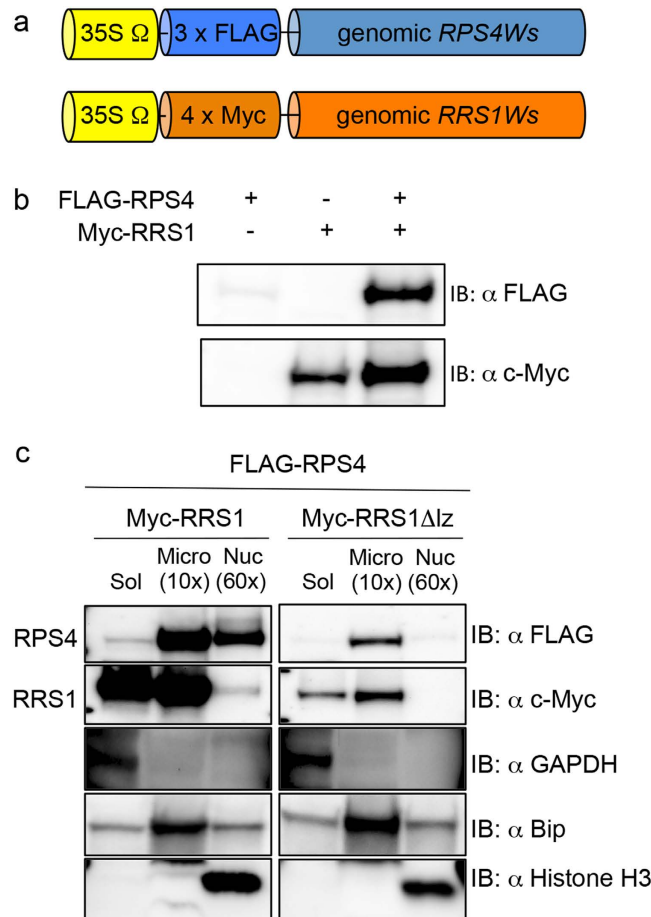 a
35S Ω 3 x FLAG genomic RPS4Ws
35S Ω 4 x Myc genomic RRS1Ws
b
FLAG-RPS4 + - +
Myc-RRS1 - + +
IB: α FLAG
IB: α c-Myc
c
FLAG-RPS4
Myc-RRS1 Myc-RRS1Δlz
Micro Nuc Micro Nuc
Sol (10x) (60x) Sol (10x) (60x)
RPS4 IB: α FLAG
RRS1 IB: α c-Myc
IB: α GAPDH
IB: α Bip
IB: α Histone H3